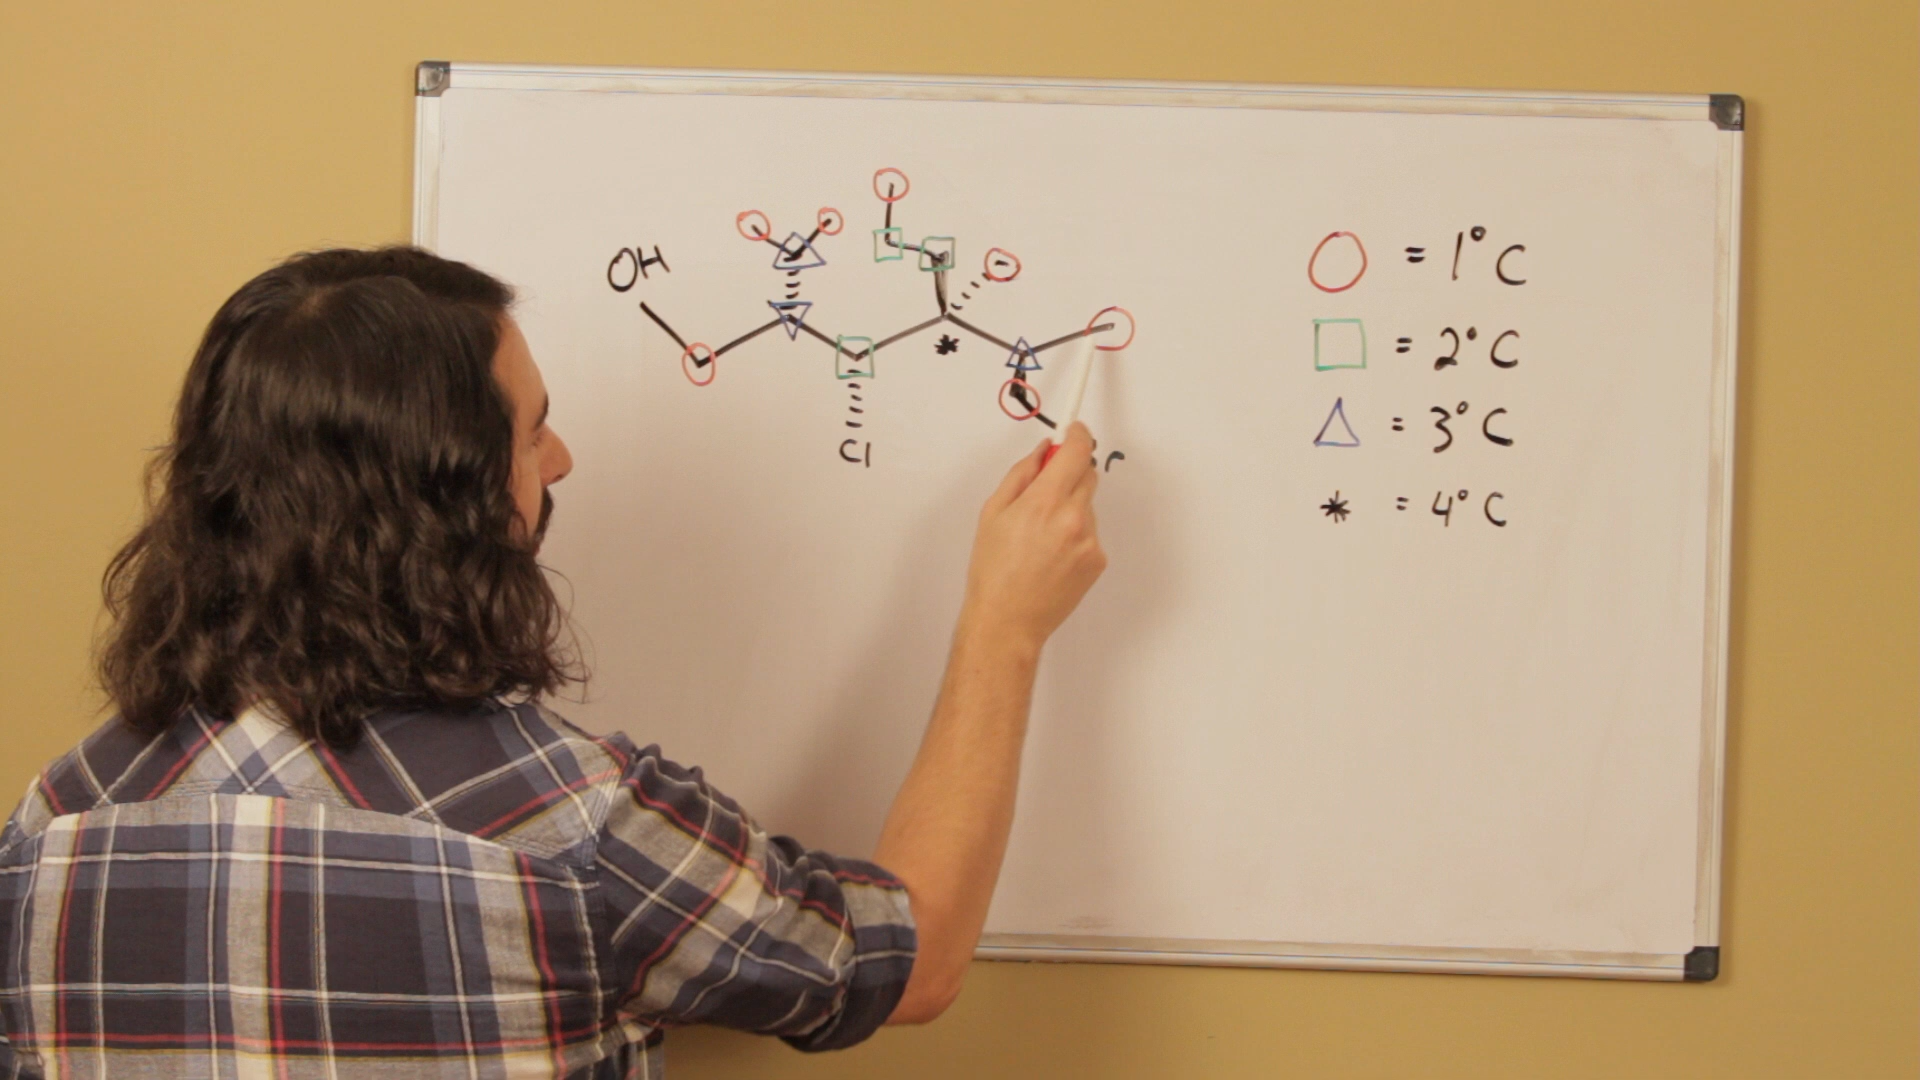 OH
Cl
= 1° C
= 2° C
= 3° C
* = 4° C
*